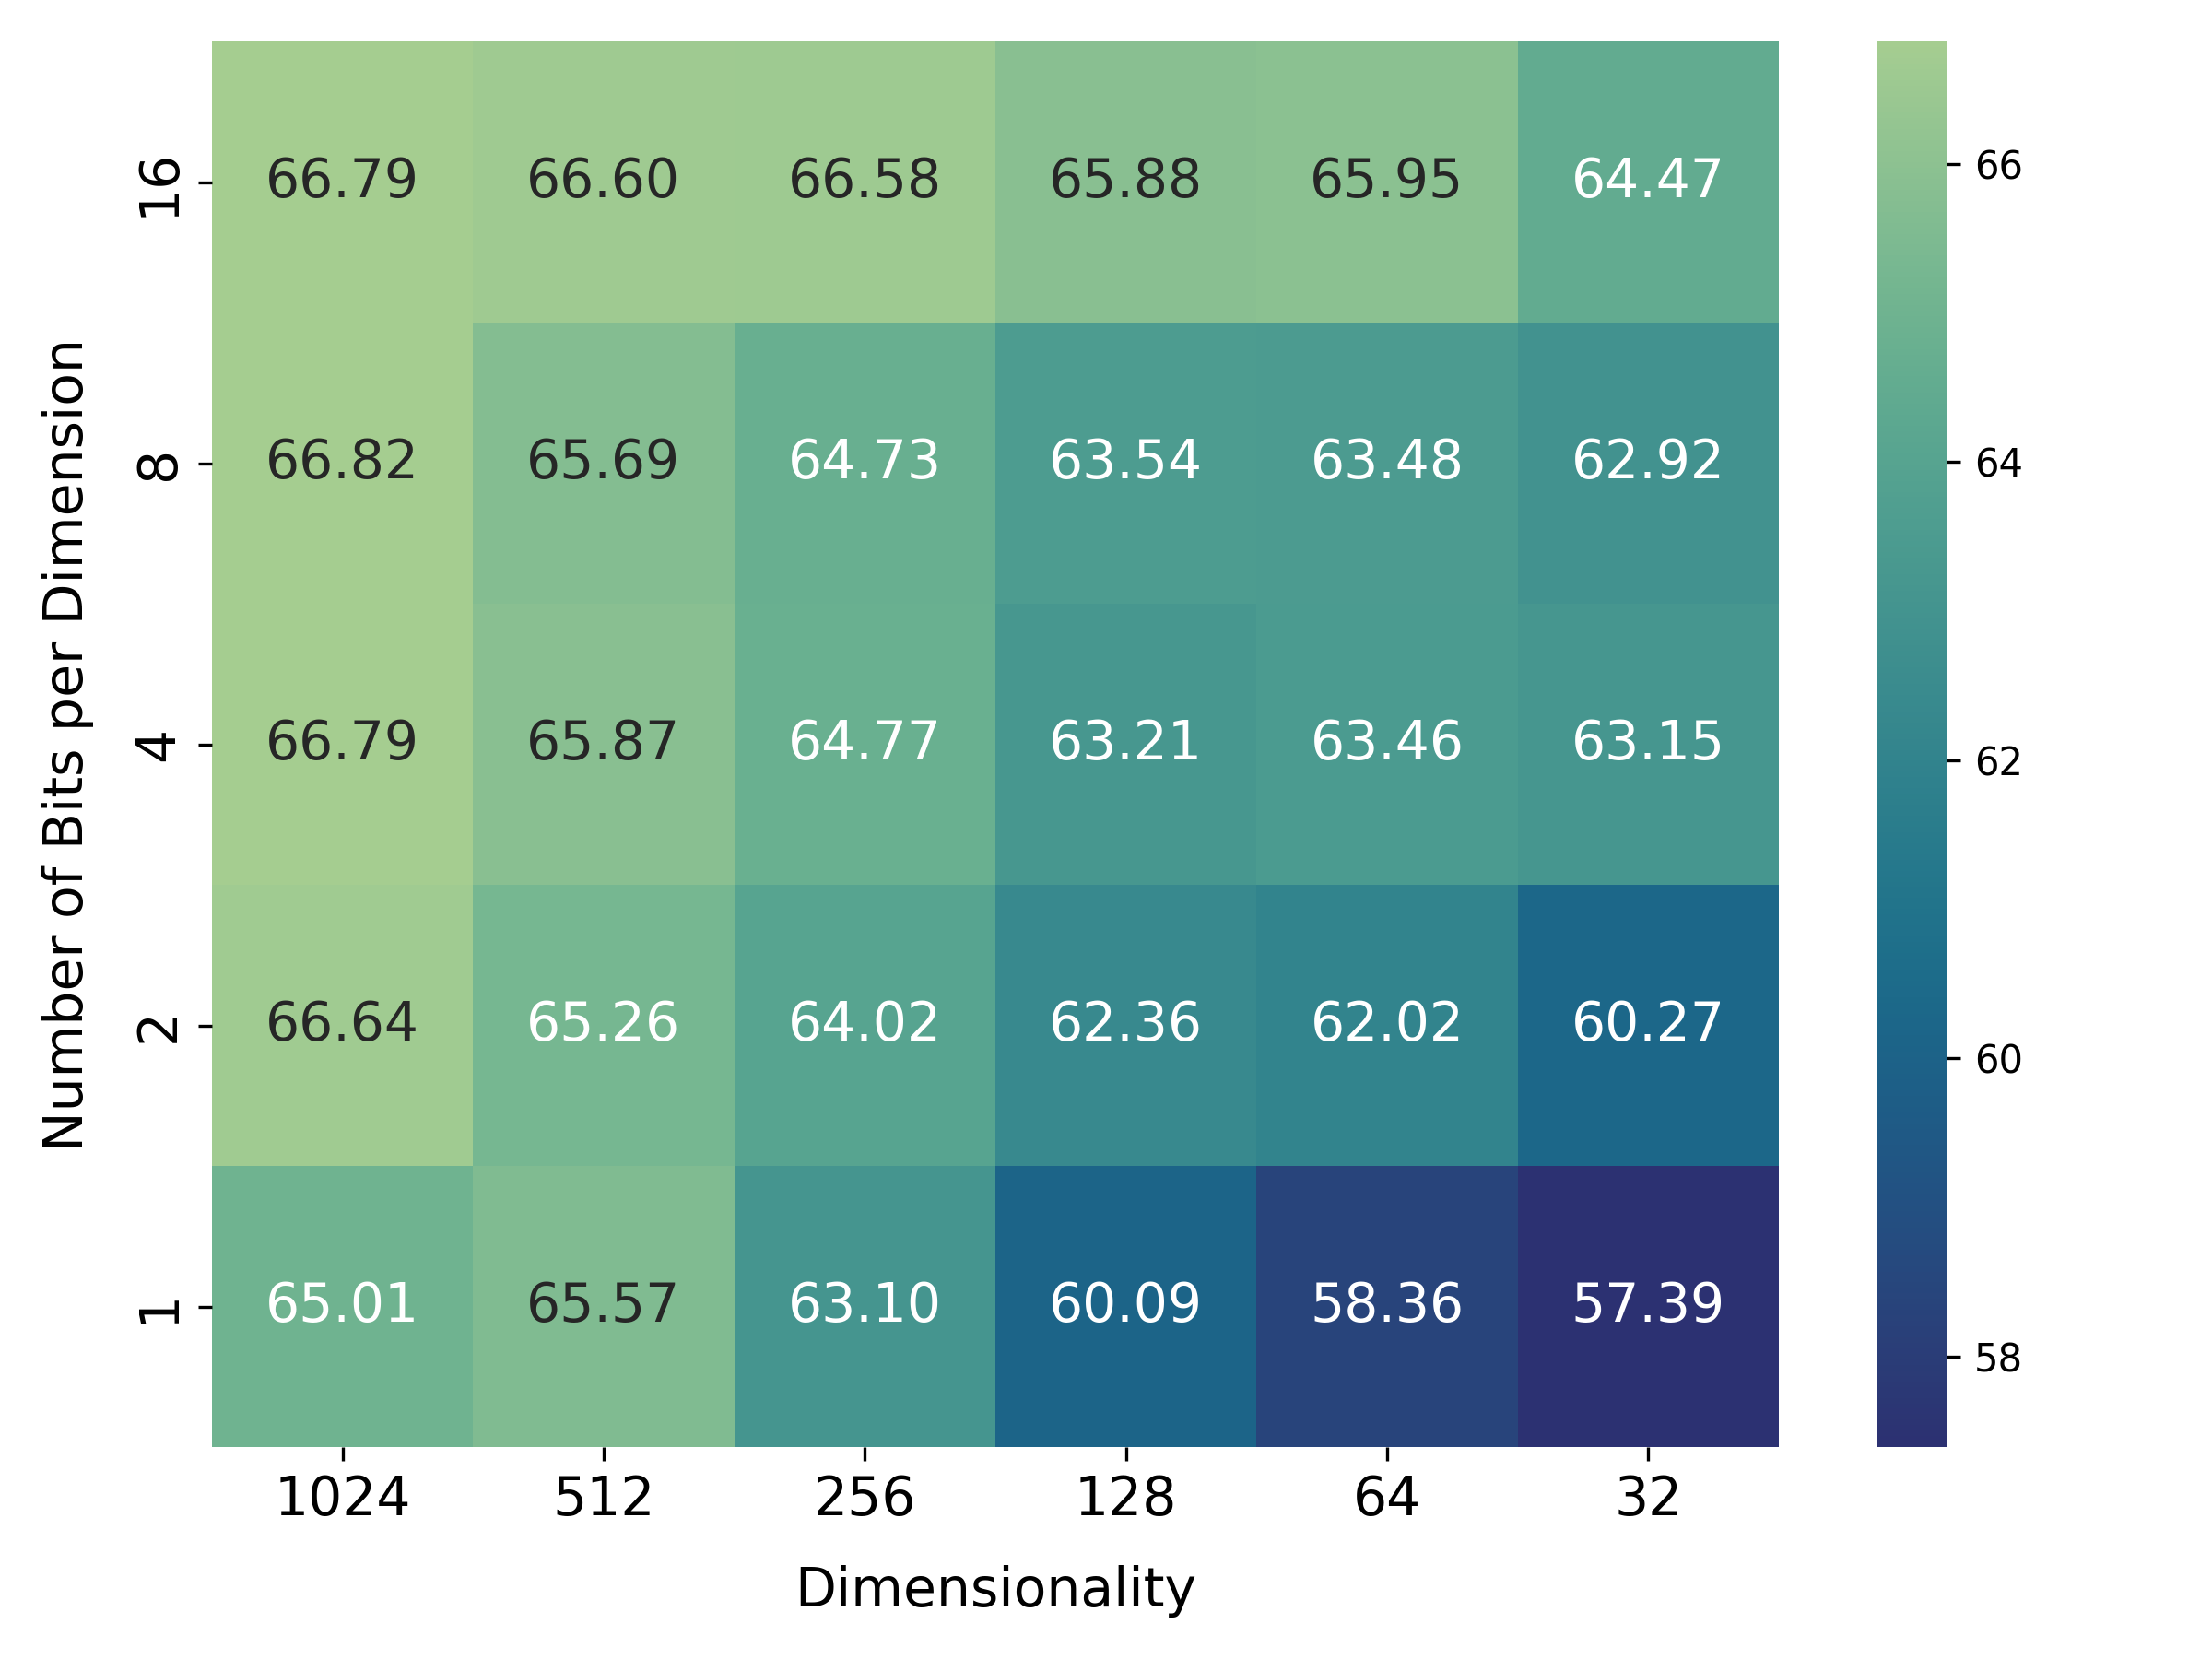 Number of Bits per Dimension
16 66.79 66.60 66.58 65.88 65.95 64.47
8 66.82 65.69 64.73 63.54 63.48 62.92
4 66.79 65.87 64.77 63.21 63.46 63.15
2 66.64 65.26 64.02 62.36 62.02 60.27
1 65.01 65.57 63.10 60.09 58.36 57.39
1024 512 256 128 64 32
Dimensionality
66
64
62
60
58